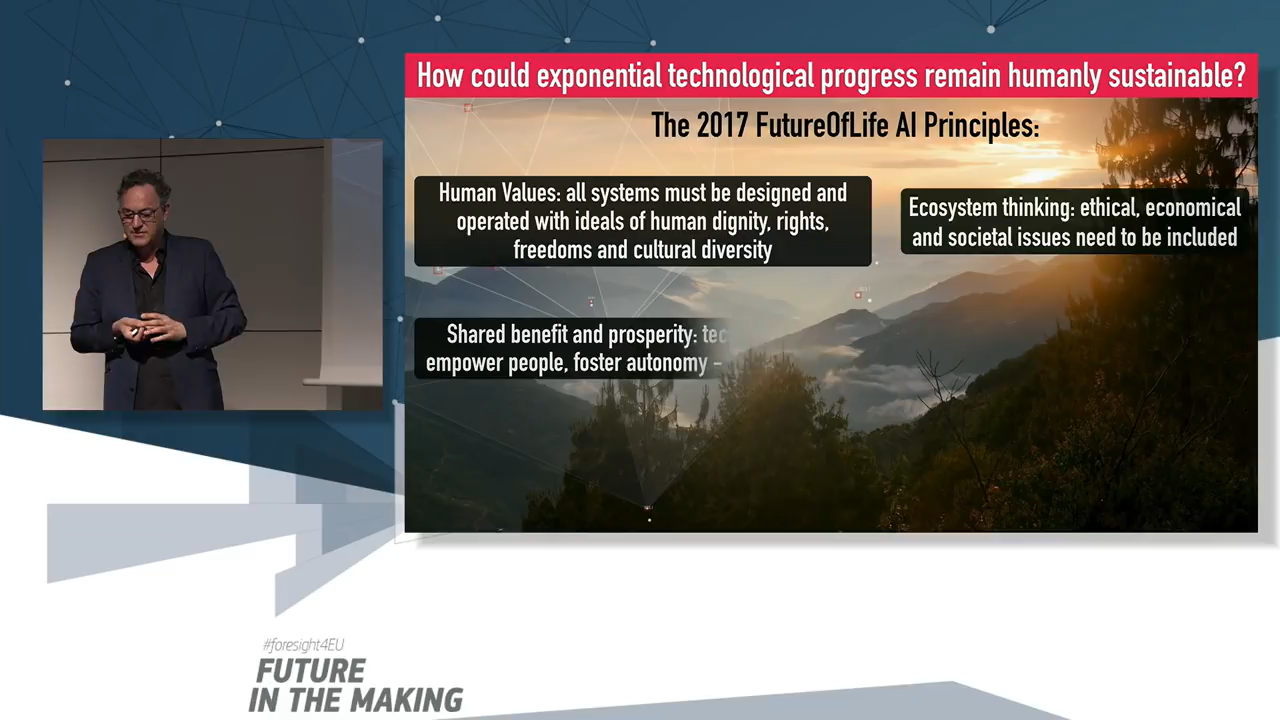 How could exponential technological progress remain humanly sustainable?
The 2017 FutureOfLife AI Principles:
Human Values: all systems must be designed and
operated with ideals of human dignity, rights,
freedoms and cultural diversity
Ecosystem thinking: ethical, economical
and societal issues need to be included
Shared benefit and prosperity:
empower people, foster autonomy –
#foresight4EU
FUTURE
IN THE MAKING